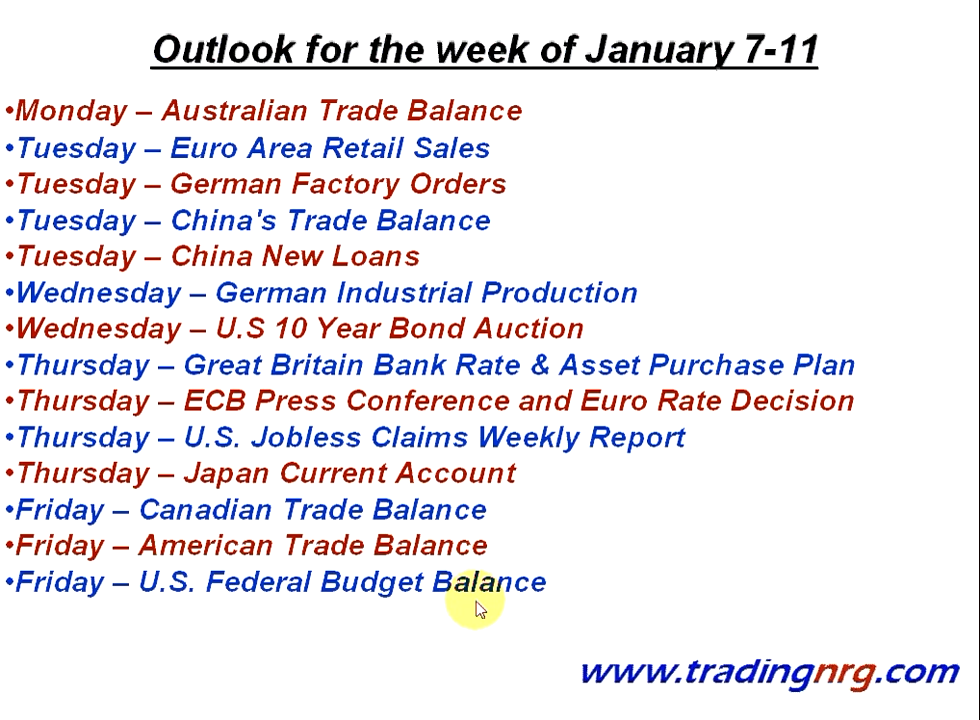 Outlook for the week of January 7-11
•Monday – Australian Trade Balance
•Tuesday – Euro Area Retail Sales
•Tuesday – German Factory Orders
•Tuesday – China's Trade Balance
•Tuesday – China New Loans
•Wednesday – German Industrial Production
•Wednesday – U.S 10 Year Bond Auction
•Thursday – Great Britain Bank Rate & Asset Purchase Plan
•Thursday – ECB Press Conference and Euro Rate Decision
•Thursday – U.S. Jobless Claims Weekly Report
•Thursday – Japan Current Account
•Friday – Canadian Trade Balance
•Friday – American Trade Balance
•Friday – U.S. Federal Budget Balance
www.tradingnrg.com